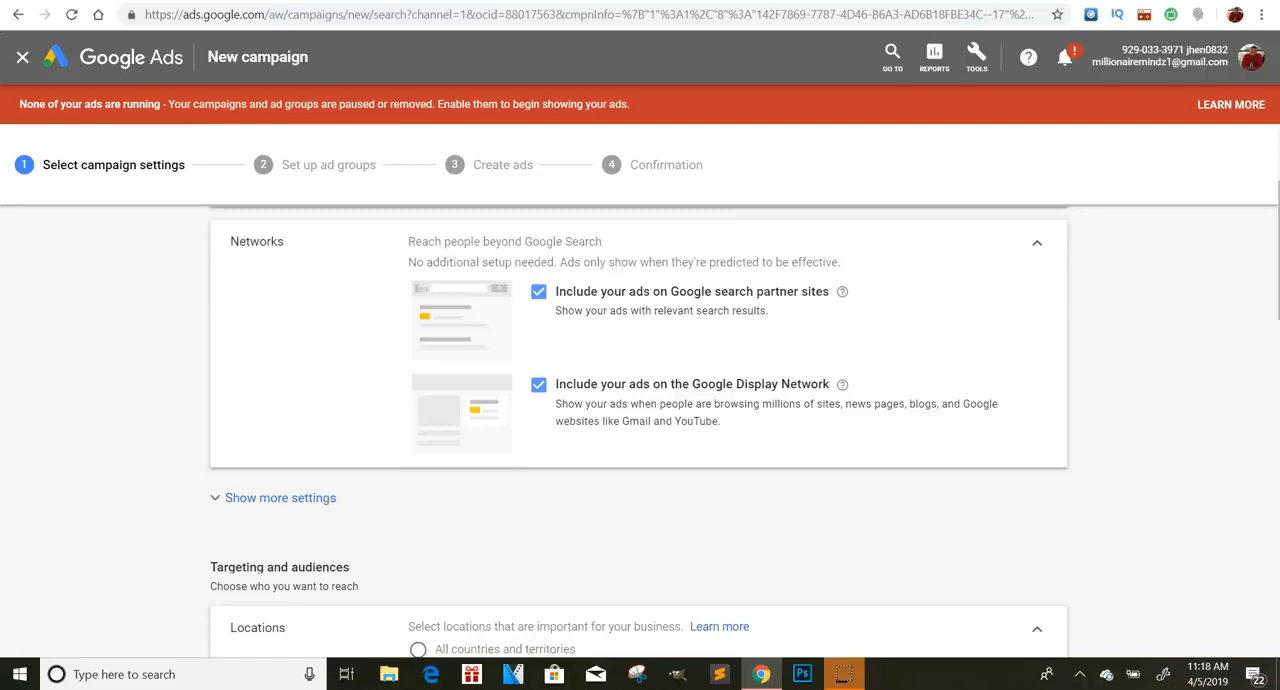 https://ads.google.com/aw/campaigns/new/search?channel=1&ocid=88017563&cmpnInfo=%7B"1"%3A1%2C"8"%3A"142F7869-7787-4D46-B6A3-AD6B18FBE34C--17"%2...
IQ
Google Ads
New campaign
GO TO
REPORTS
TOOLS
?
!
929-033-3971 jhen0832
millionairemindz1@gmail.com
None of your ads are running - Your campaigns and ad groups are paused or removed. Enable them to begin showing your ads.
LEARN MORE
1 Select campaign settings
2 Set up ad groups
3 Create ads
4 Confirmation
Networks
Reach people beyond Google Search
No additional setup needed. Ads only show when they're predicted to be effective.
Include your ads on Google search partner sites ?
Show your ads with relevant search results.
Include your ads on the Google Display Network ?
Show your ads when people are browsing millions of sites, news pages, blogs, and Google
websites like Gmail and YouTube.
Show more settings
Targeting and audiences
Choose who you want to reach
Locations
Select locations that are important for your business. Learn more
All countries and territories
Type here to search
Ps
11:18 AM
4/5/2019
22